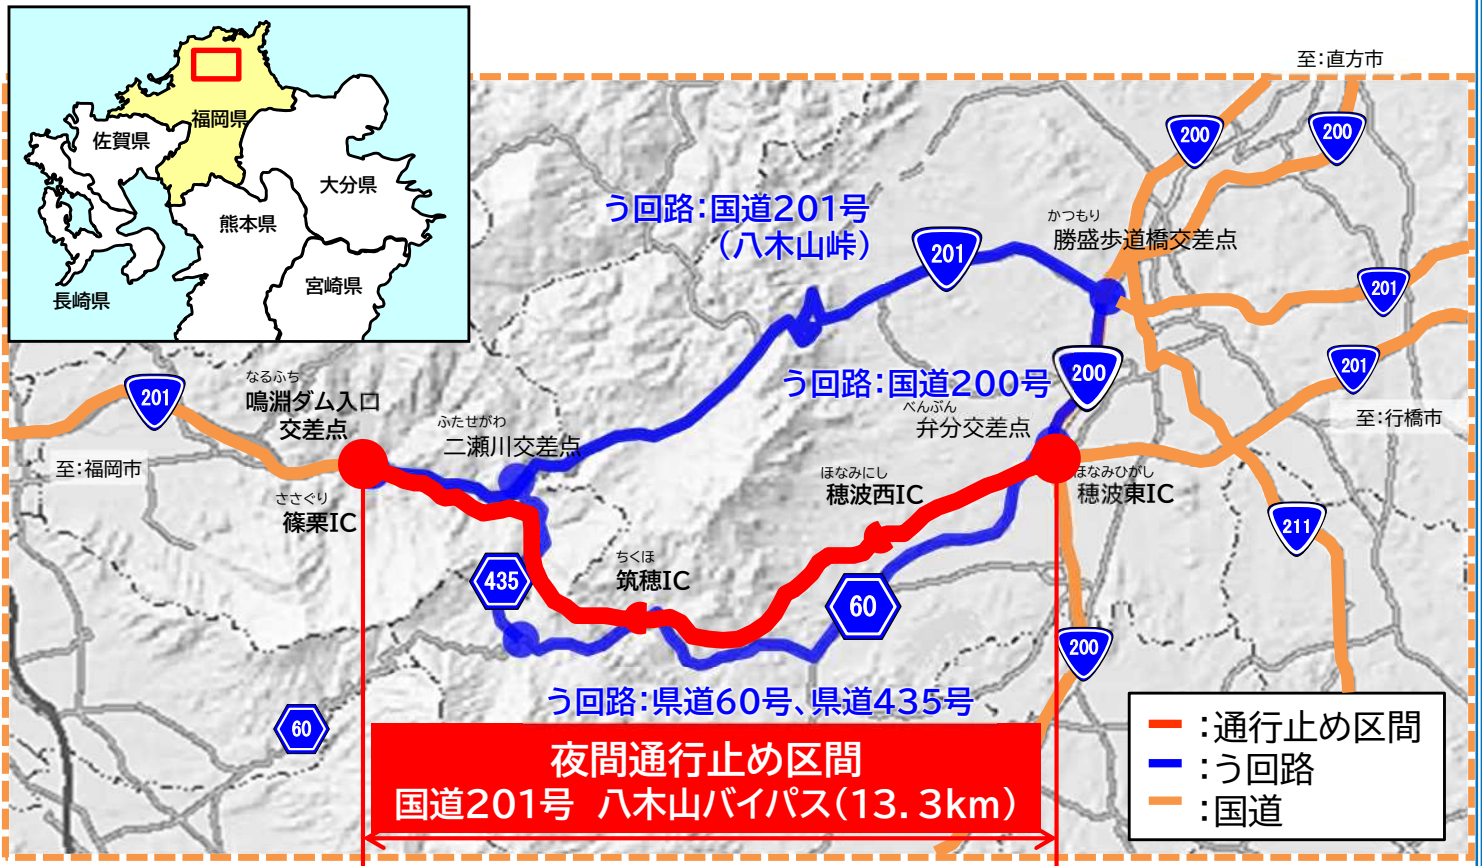 福岡県
佐賀県
大分県
熊本県
長崎県
宮崎県
至:直方市
200
200
う回路:国道201号
(八木山峠)
201
かつもり
勝盛歩道橋交差点
201
201
う回路:国道200号
200
至:行橋市
べんぶん
弁分交差点
201
なるふち
鳴淵ダム入口
交差点
ふたせがわ
二瀬川交差点
至:福岡市
ささぐり
篠栗IC
ほなみにし
穂波西IC
ほなみひがし
穂波東IC
211
435
ちくほ
筑穂IC
60
200
う回路:県道60号、県道435号
60
夜間通行止め区間
国道201号 八木山バイパス(13.3km)
:通行止め区間
:う回路
:国道